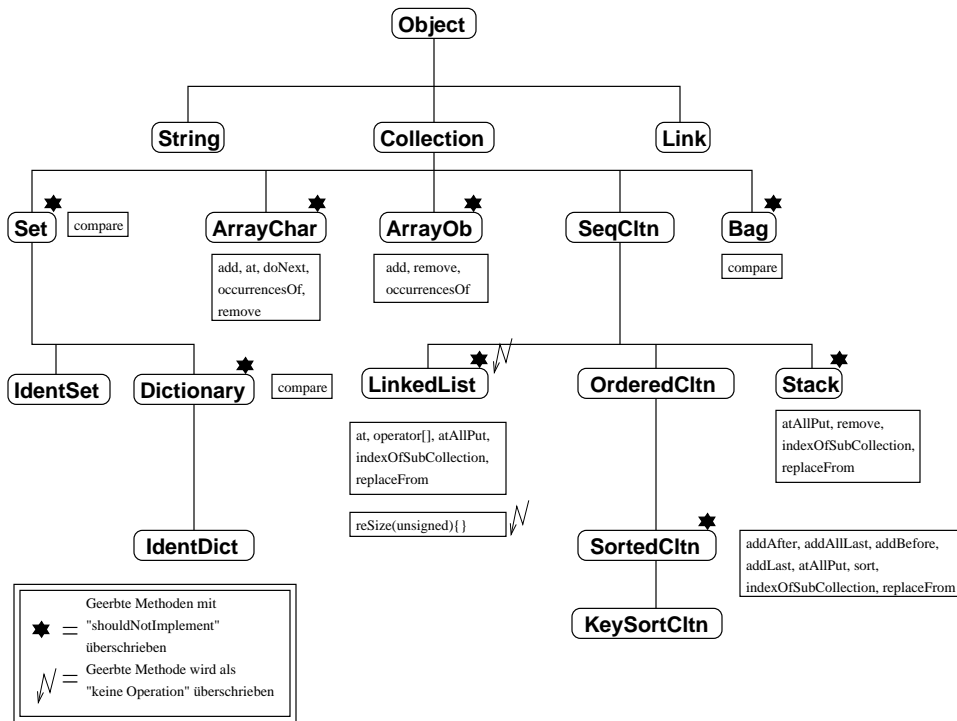 Object
String
Collection
Link
Set
compare
ArrayChar
ArrayOb
SeqCltn
Bag
add, at, doNext,
occurrencesOf,
remove
add, remove,
occurrencesOf
compare
IdentSet
Dictionary
compare
LinkedList
OrderedCltn
Stack
at, operator[], atAllPut,
indexOfSubCollection,
replaceFrom
atAllPut, remove,
indexOfSubCollection,
replaceFrom
reSize(unsigned){}
IdentDict
SortedCltn
addAfter, addAllLast, addBefore,
addLast, atAllPut, sort,
indexOfSubCollection, replaceFrom
KeySortCltn
Geerbte Methoden mit
= "shouldNotImplement"
überschrieben
= Geerbte Methode wird als
"keine Operation" überschrieben